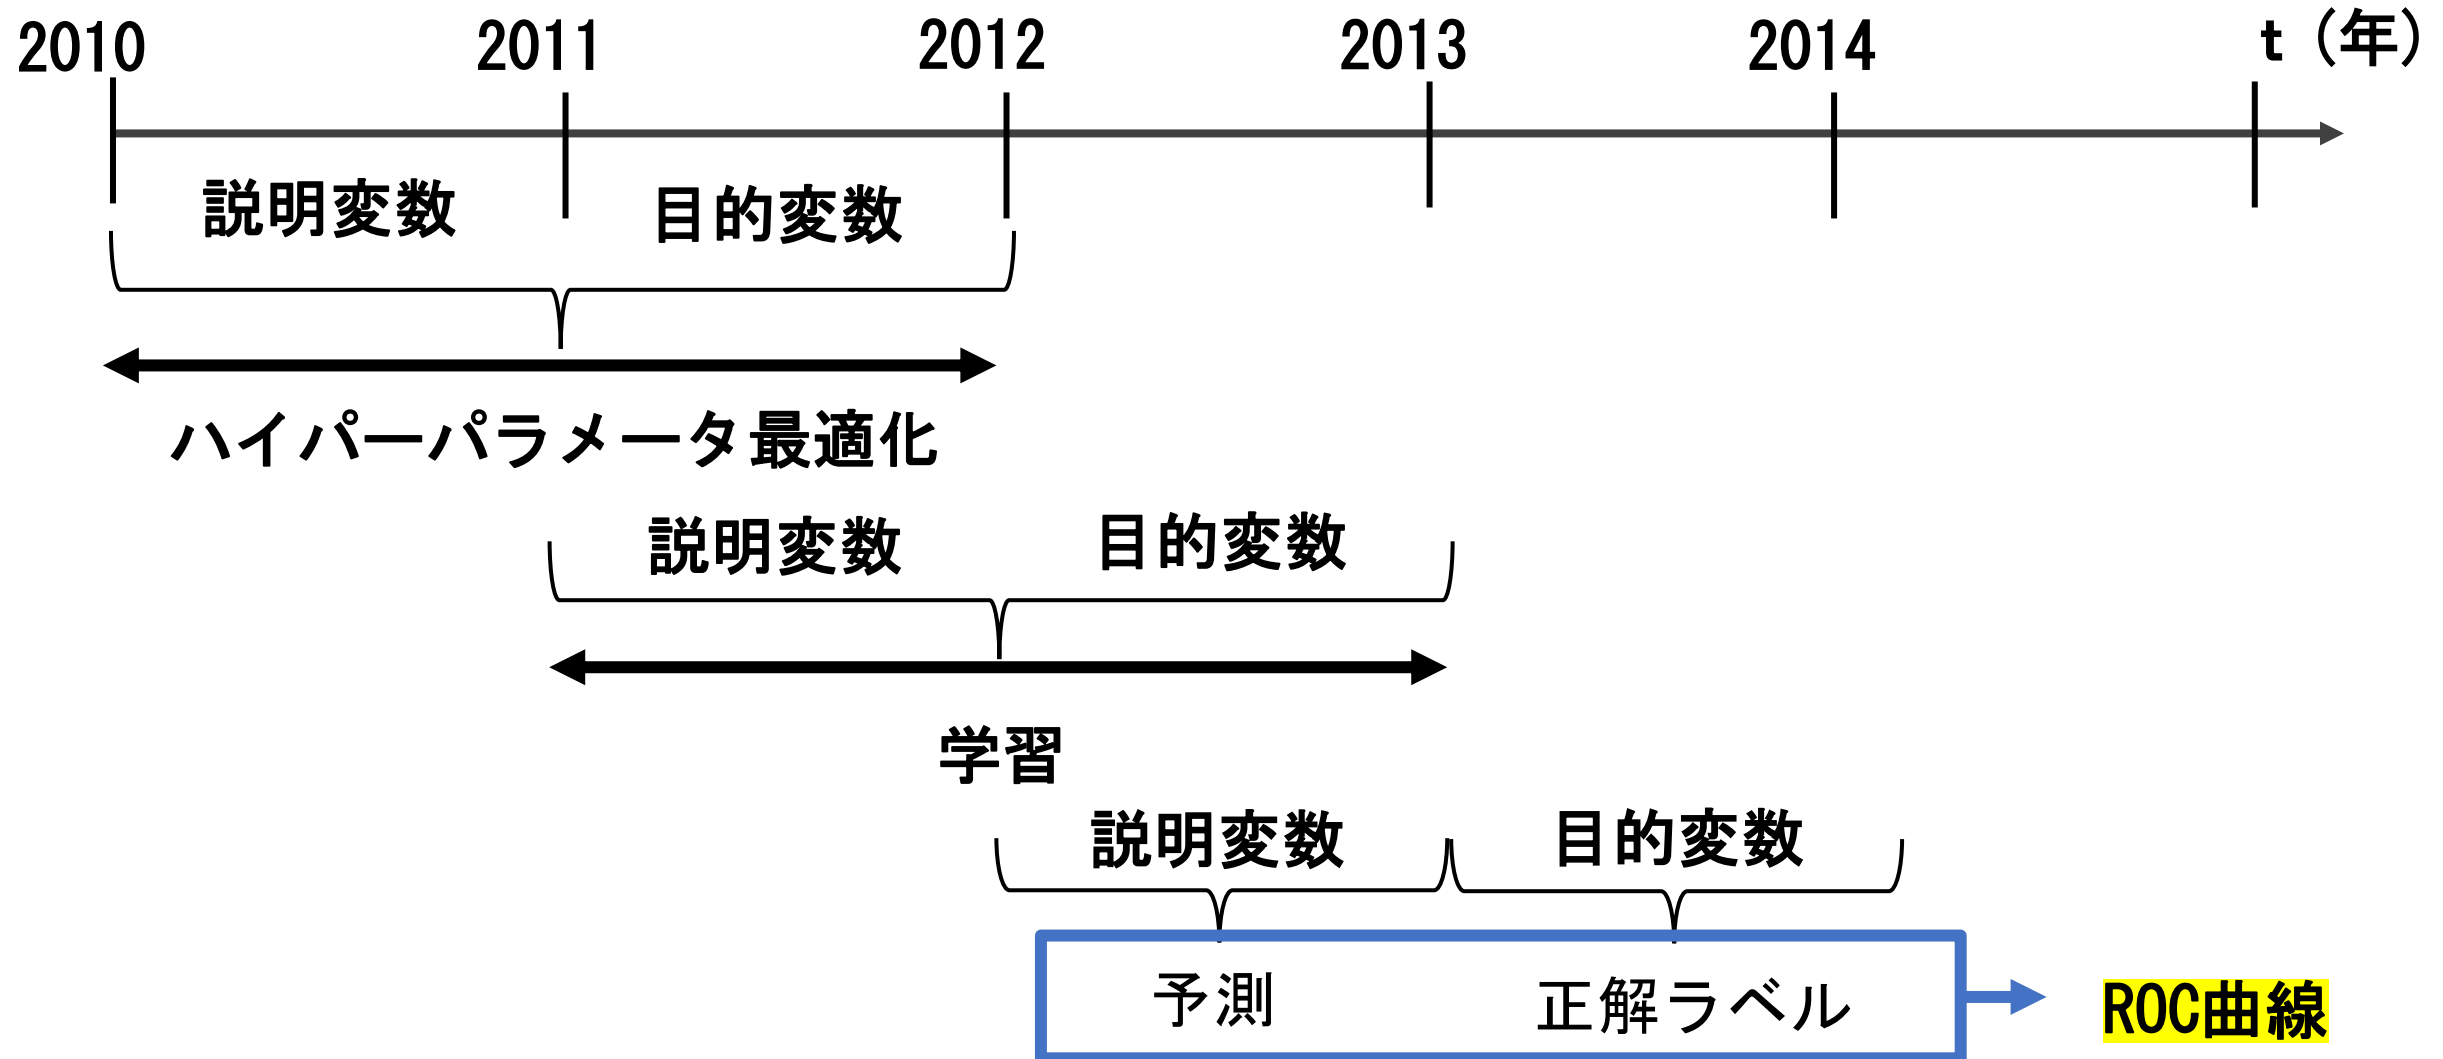 2010 2011 2012 2013 2014 t（年）
説明変数 目的変数
ハイパーパラメータ最適化
説明変数 目的変数
学習
説明変数 目的変数
予測 正解ラベル ROC曲線